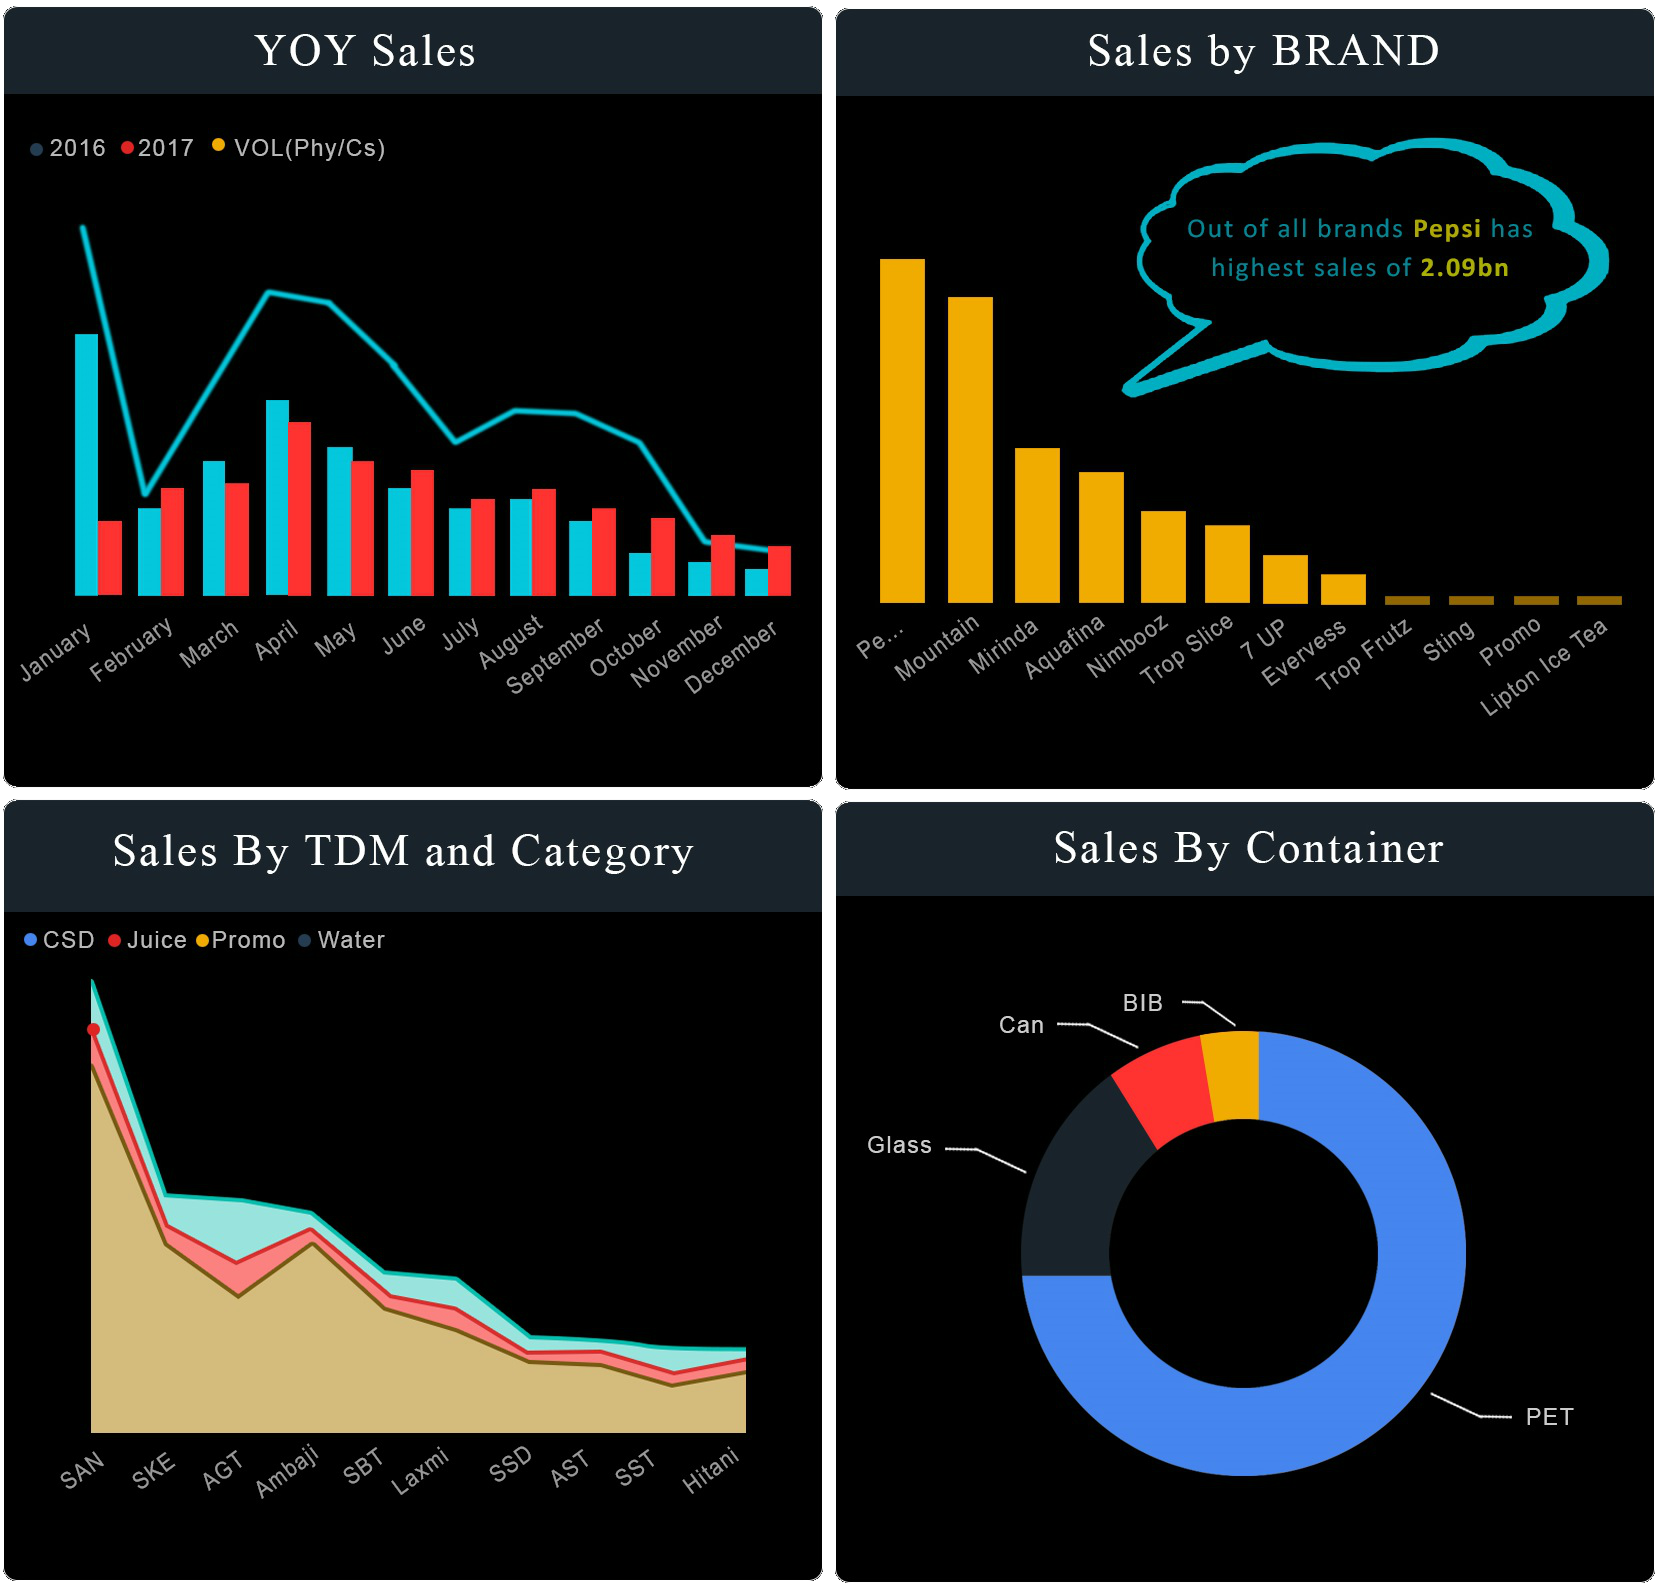 YOY Sales
2016 2017 VOL(Phy/Cs)
January February March April May June July August September October November December
Sales by BRAND
Out of all brands Pepsi has
highest sales of 2.09bn
Pe... Mountain Mirinda Aquafina Nimbooz Trop Slice 7 UP Evervess Trop Frutz Sting Promo Lipton Ice Tea
Sales By TDM and Category
CSD Juice Promo Water
SAN SKE AGT Ambaji SBT Laxmi SSD AST SST Hitani
Sales By Container
BIB
Can
Glass
PET